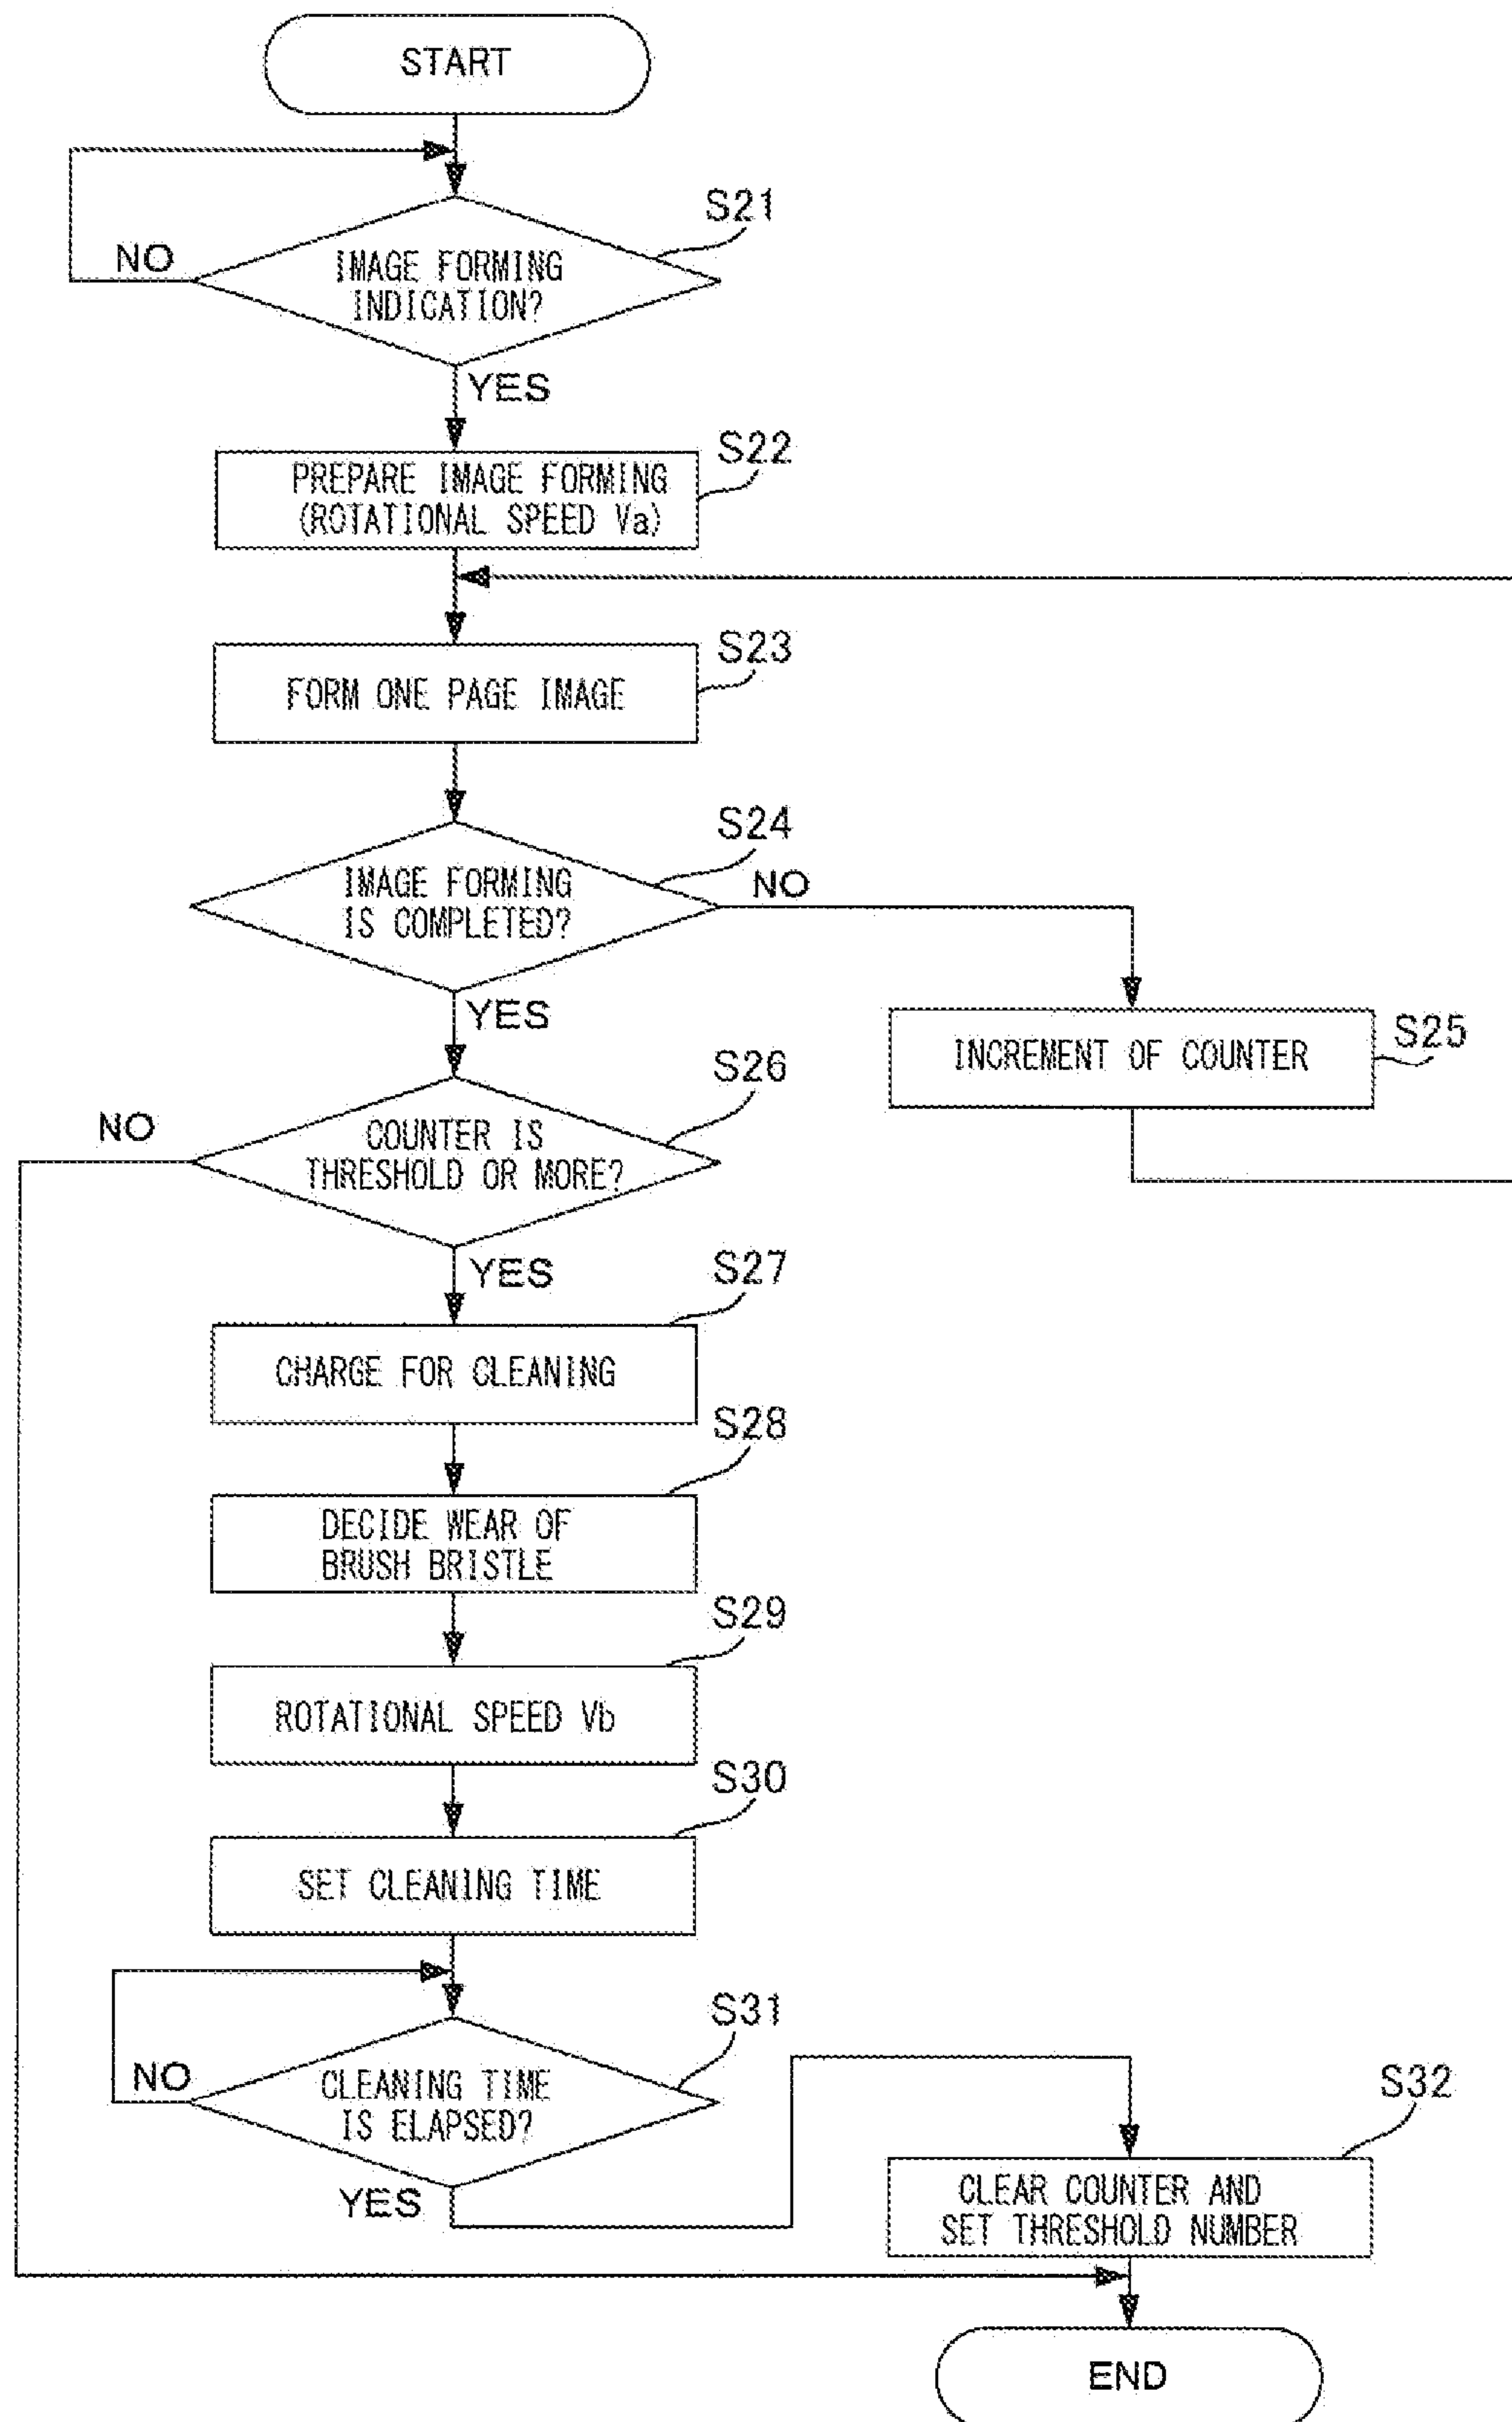 START
S21
NO
IMAGE FORMING
INDICATION?
YES
S22
PREPARE IMAGE FORMING
(ROTATIONAL SPEED Va)
S23
FORM ONE PAGE IMAGE
S24
IMAGE FORMING
IS COMPLETED?
NO
YES
S25
INCREMENT OF COUNTER
S26
NO
COUNTER IS
THRESHOLD OR MORE?
YES
S27
CHARGE FOR CLEANING
S28
DECIDE WEAR OF
BRUSH BRISTLE
S29
ROTATIONAL SPEED Vb
S30
SET CLEANING TIME
S31
NO
CLEANING TIME
IS ELAPSED?
YES
S32
CLEAR COUNTER AND
SET THRESHOLD NUMBER
END